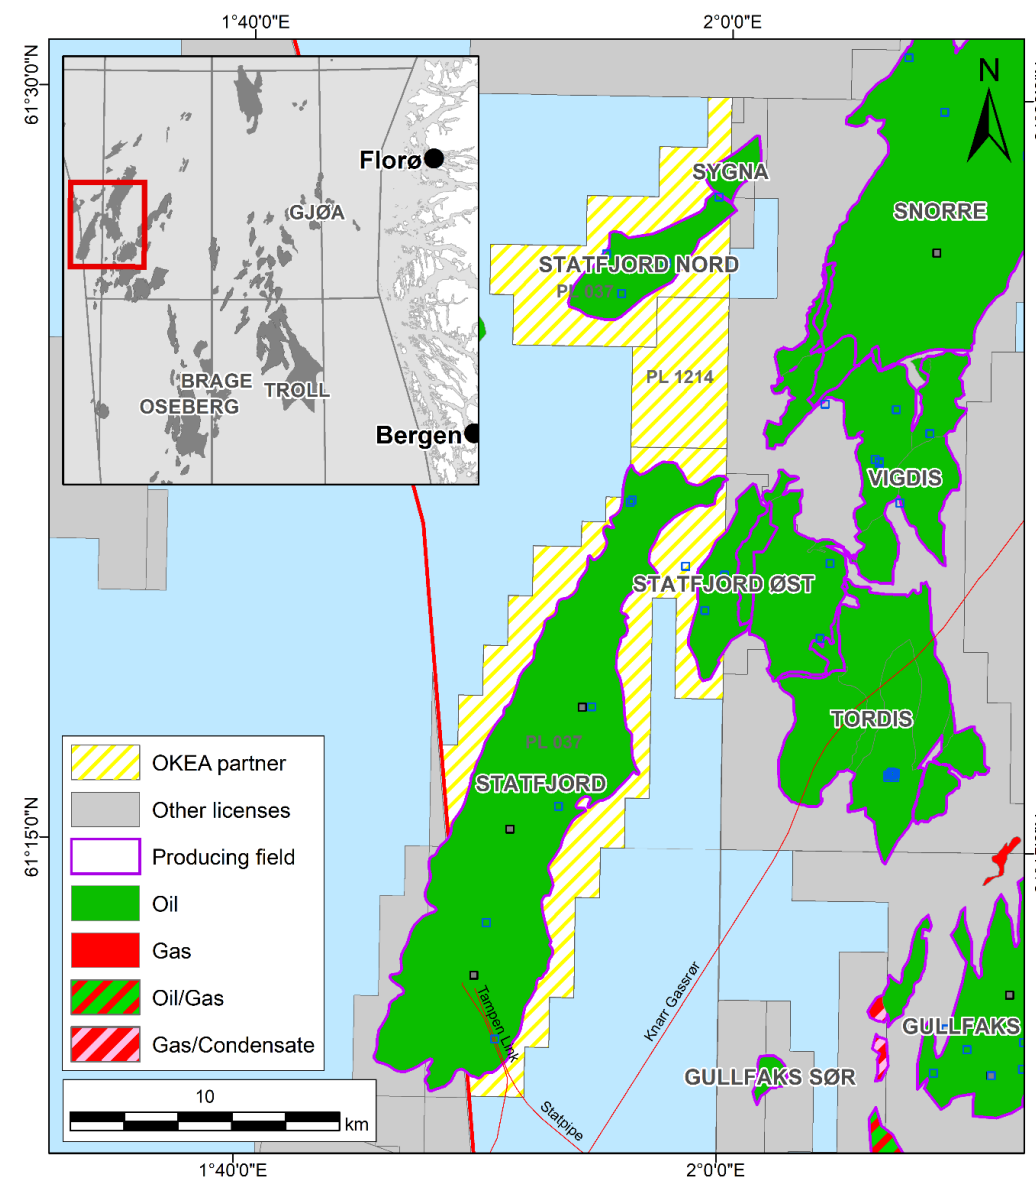 1°40'0"E
2°0'0"E
61°30'0"N
N
Florø
SYGNA
GJØA
SNORRE
STATFJORD NORD
PL 037
PL 1214
BRAGE
TROLL
OSEBERG
Bergen
VIGDIS
STATFJORD ØST
TORDIS
PL 037
STATFJORD
OKEA partner
Other licenses
61°15'0"N
Producing field
Oil
Gas
Oil/Gas
Gas/Condensate
Tampen Link
Knarr Gassrør
GULLFAKS
GULLFAKS SØR
Statpipe
10
km
1°40'0"E
2°0'0"E